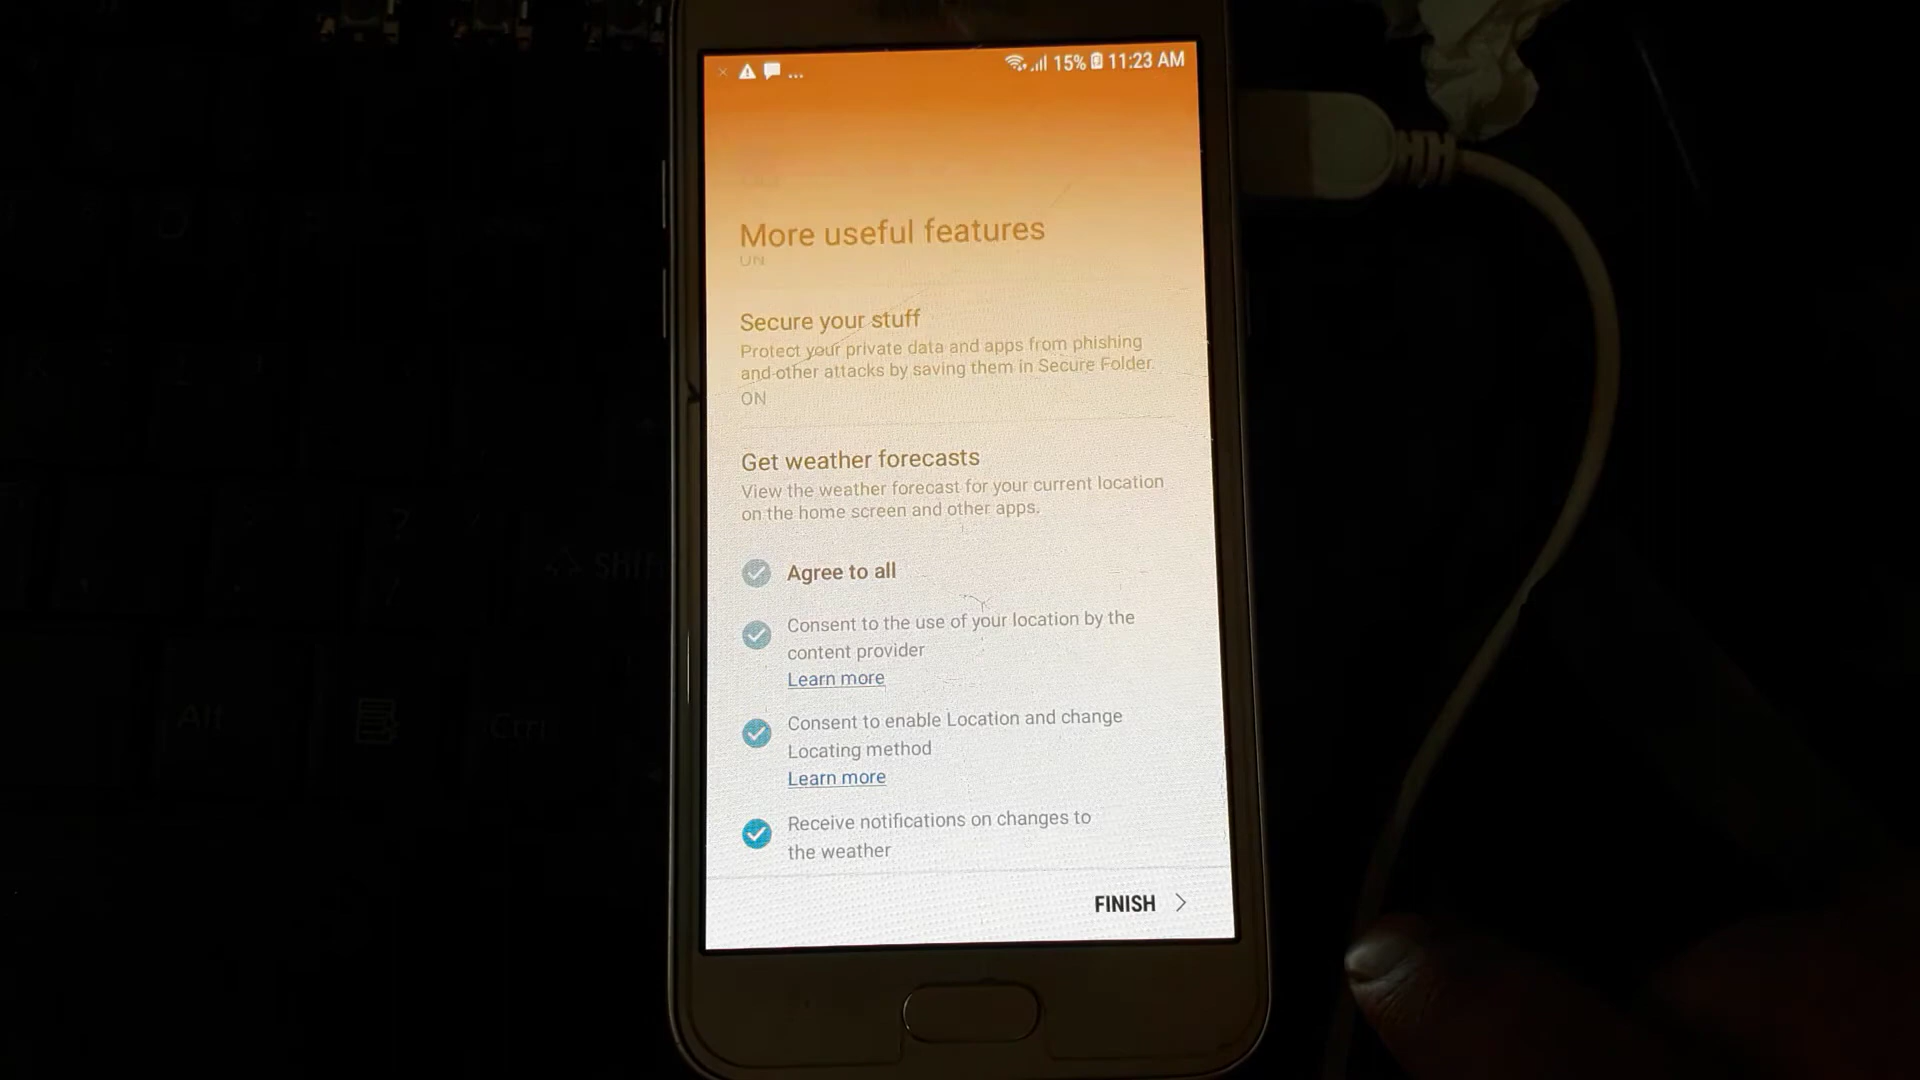 15% 11:23 AM
More useful features
Secure your stuff
Protect your private data and apps from phishing
and other attacks by saving them in Secure Folder.
ON
Get weather forecasts
View the weather forecast for your current location
on the home screen and other apps.
Agree to all
Consent to the use of your location by the
content provider
Learn more
Consent to enable Location and change
Locating method
Learn more
Receive notifications on changes to
the weather
FINISH >
Shift
Alt
Ctrl